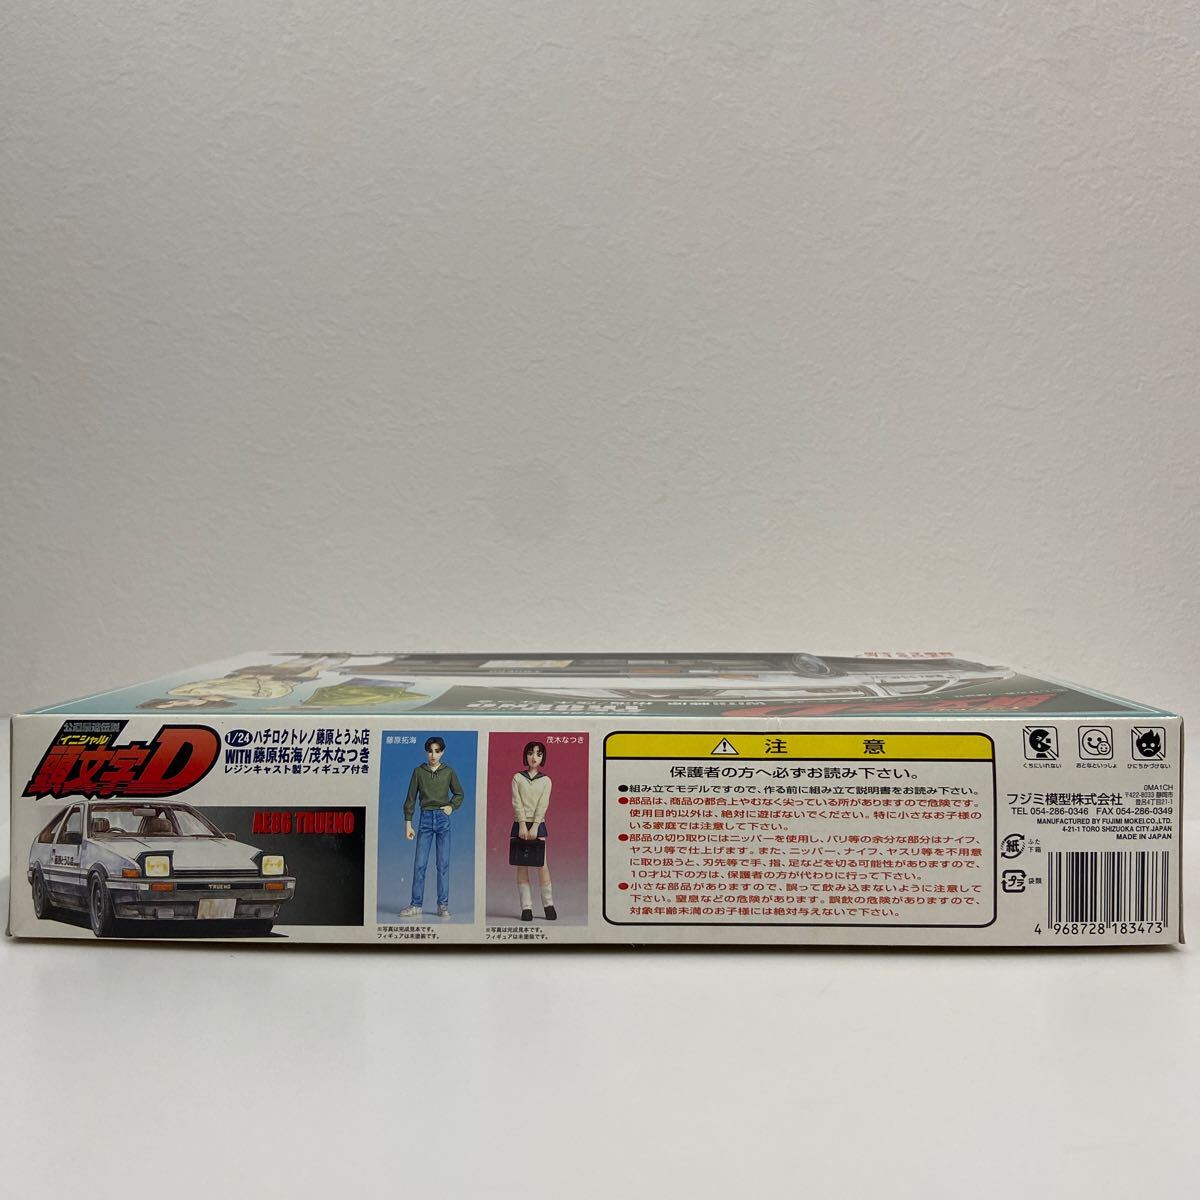 公道最速伝説
イニシャル
頭文字D
1/24 ハチロクトレノ藤原とうふ店
WITH 藤原拓海/茂木なつき
レジンキャスト製フィギュア付き
AE86 TRUENO
TRUENO
藤原拓海
※写真は完成見本です。
フィギュアは未塗装です。
茂木なつき
※写真は完成見本です。
フィギュアは未塗装です。
注意
保護者の方へ必ずお読み下さい。
●組み立てモデルですので、作る前に組み立て説明書をお読み下さい。
●部品は、商品の都合上やむなく尖っている所がありますので危険です。
使用目的以外は、絶対に遊ばないでください。特に小さなお子様の
いる家庭では注意して下さい。
●部品の切り取りにはニッパーを使用し、バリ等の余分な部分はナイフ、
ヤスリ等で仕上げます。また、ニッパー、ナイフ、ヤスリ等を不用意
に取り扱うと、刃先等で手、指、足などを切る可能性がありますので、
10才以下の方は、保護者の方が代わりに行って下さい。
●小さな部品がありますので、誤って飲み込まないように注意して
下さい。窒息などの危険があります。誤飲の危険がありますので、
対象年齢未満のお子様には絶対与えないで下さい。
くちにいれない
おとなといっしょ
ひにちかづけない
0MA1CH
フジミ模型株式会社 〒422-8033 静岡市登呂4丁目21-1
TEL 054-286-0346 FAX 054-286-0349
MANUFACTURED BY FUJIMI MOKEI.CO.,LTD.
4-21-1 TORO SHIZUOKA CITY.JAPAN
MADE IN JAPAN
紙 ふた 下箱
プラ 袋類
4 968728 183473